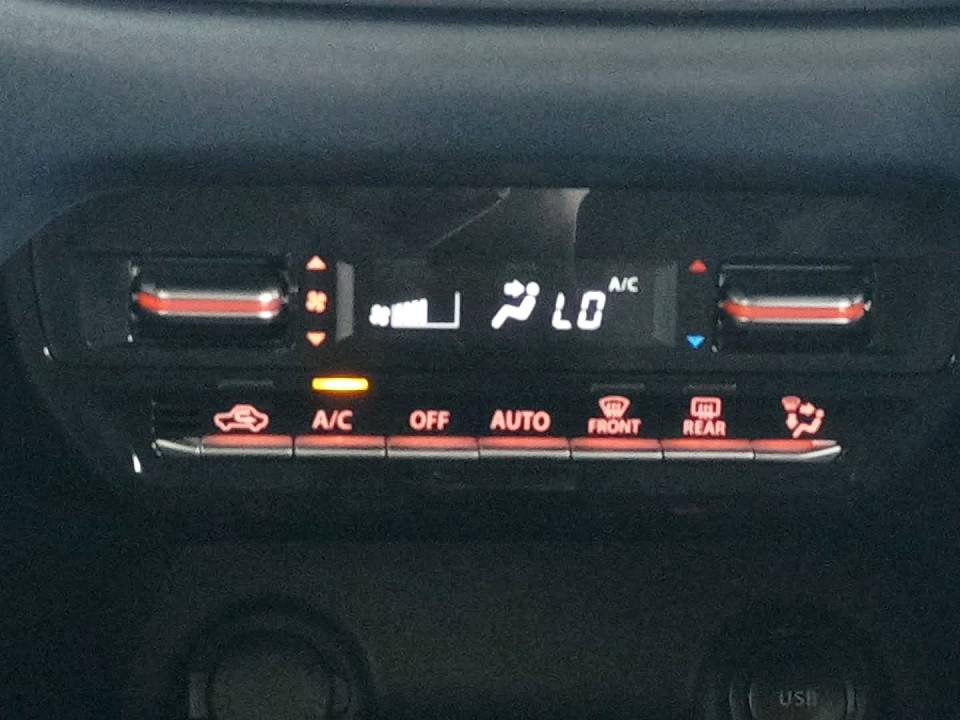 LO A/C
A/C OFF AUTO FRONT REAR
USB